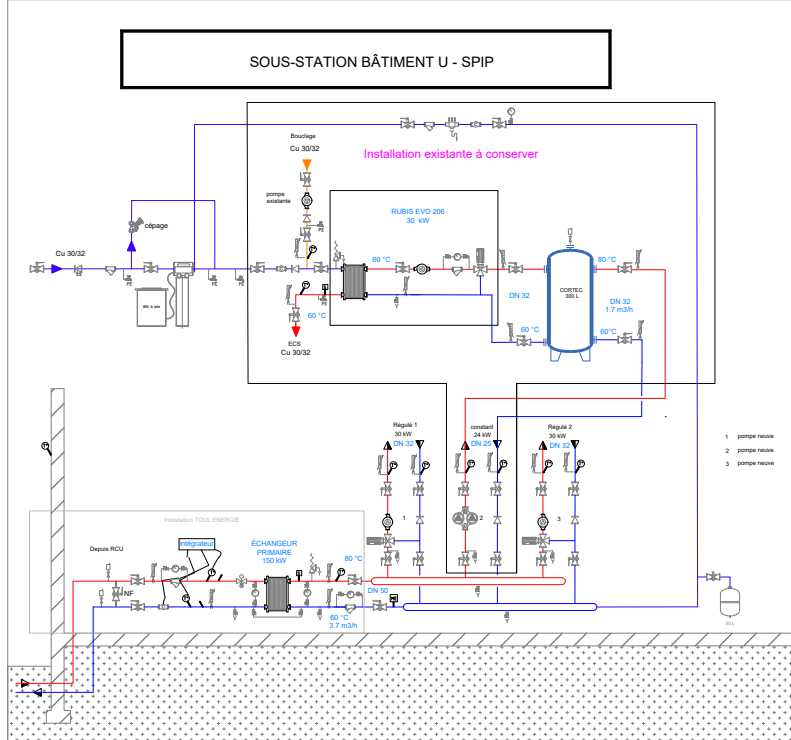 SOUS-STATION BÂTIMENT U - SPIP
Bouclage
Cu 30/32
Installation existante à conserver
pompe
existante
RUBIS EVO 206
30 kW
cépage
Cu 30/32
80 °C
80 °C
CORTEC
300 L
DN 32
DN 32
1.7 m3/h
60 °C
60 °C
60°C
ECS
Cu 30/32
Régulé 1
30 kW
DN 32
constant
24 kW
DN 25
Régulé 2
30 kW
DN 32
1 pompe neuve
2 pompe neuve
3 pompe neuve
1
2
3
Installation TOUL ENERGIE
Depuis RCU
intégrateur
ÉCHANGEUR
PRIMAIRE
150 kW
80 °C
NF
DN 50
60 °C
3.7 m3/h
50 L